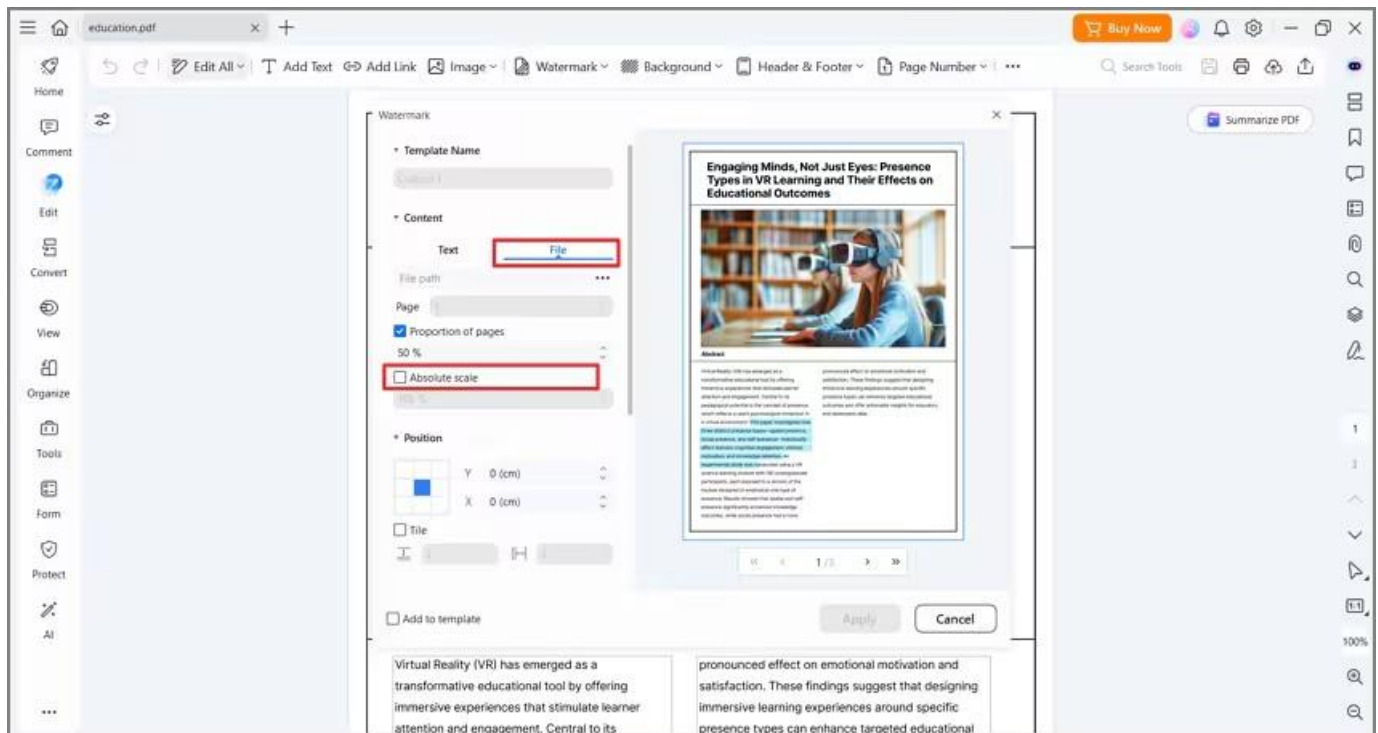 education.pdf
Buy Now
Edit All
Add Text
Add Link
Image
Watermark
Background
Header & Footer
Page Number
Search Tools
Home
Comment
Edit
Convert
View
Organize
Tools
Form
Protect
AI
Summarize PDF
Watermark
Template Name
Custom 1
Content
Text
File
File path
Page
Proportion of pages
50 %
Absolute scale
Position
Y 0 (cm)
X 0 (cm)
Tile
Add to template
Apply
Cancel
Engaging Minds, Not Just Eyes: Presence
Types in VR Learning and Their Effects on
Educational Outcomes
Abstract
1
100%
Virtual Reality (VR) has emerged as a
transformative educational tool by offering
immersive experiences that stimulate learner
attention and engagement. Central to its
pronounced effect on emotional motivation and
satisfaction. These findings suggest that designing
immersive learning experiences around specific
presence types can enhance targeted educational